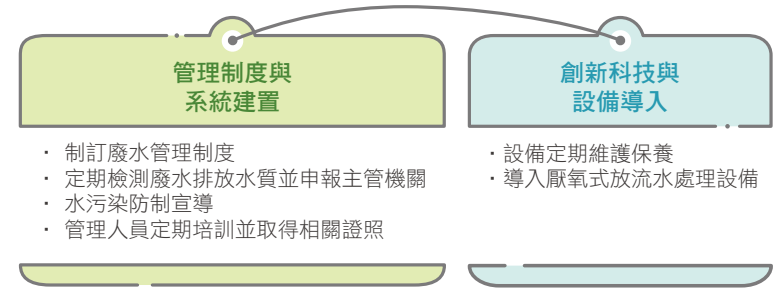 管理制度與
系統建置
・ 制訂廢水管理制度
・ 定期檢測廢水排放水質並申報主管機關
・ 水污染防制宣導
・ 管理人員定期培訓並取得相關證照
創新科技與
設備導入
・設備定期維護保養
・導入厭氧式放流水處理設備